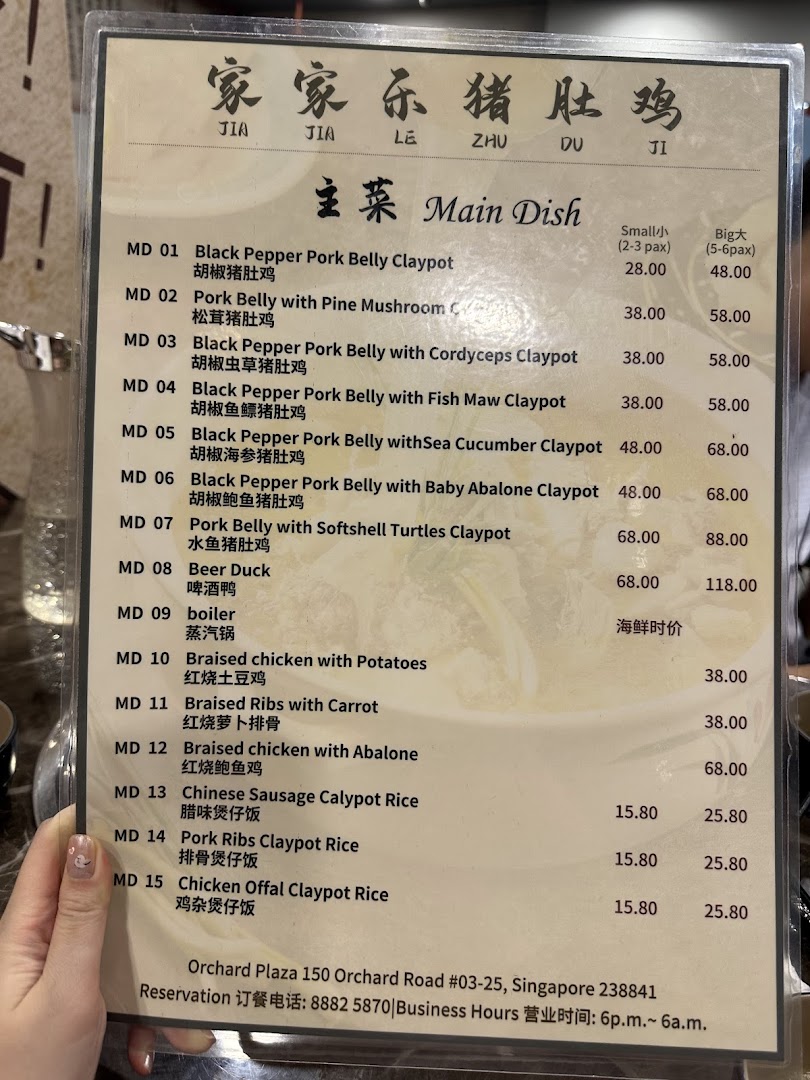 家家乐猪肚鸡
JIA JIA LE ZHU DU JI
主菜 Main Dish
Small小 Big大
(2-3 pax) (5-6pax)
MD 01 Black Pepper Pork Belly Claypot 28.00 48.00
胡椒猪肚鸡
MD 02 Pork Belly with Pine Mushroom 38.00 58.00
松茸猪肚鸡
MD 03 Black Pepper Pork Belly with Cordyceps Claypot 38.00 58.00
胡椒虫草猪肚鸡
MD 04 Black Pepper Pork Belly with Fish Maw Claypot 38.00 58.00
胡椒鱼鳔猪肚鸡
MD 05 Black Pepper Pork Belly withSea Cucumber Claypot 48.00 68.00
胡椒海参猪肚鸡
MD 06 Black Pepper Pork Belly with Baby Abalone Claypot 48.00 68.00
胡椒鲍鱼猪肚鸡
MD 07 Pork Belly with Softshell Turtles Claypot 68.00 88.00
水鱼猪肚鸡
MD 08 Beer Duck 68.00 118.00
啤酒鸭
MD 09 boiler 海鲜时价
蒸汽锅
MD 10 Braised chicken with Potatoes 38.00
红烧土豆鸡
MD 11 Braised Ribs with Carrot 38.00
红烧萝卜排骨
MD 12 Braised chicken with Abalone 68.00
红烧鲍鱼鸡
MD 13 Chinese Sausage Calypot Rice 15.80 25.80
腊味煲仔饭
MD 14 Pork Ribs Claypot Rice 15.80 25.80
排骨煲仔饭
MD 15 Chicken Offal Claypot Rice 15.80 25.80
鸡杂煲仔饭
Orchard Plaza 150 Orchard Road #03-25, Singapore 238841
Reservation 订餐电话: 8882 5870|Business Hours 营业时间: 6p.m.~ 6a.m.